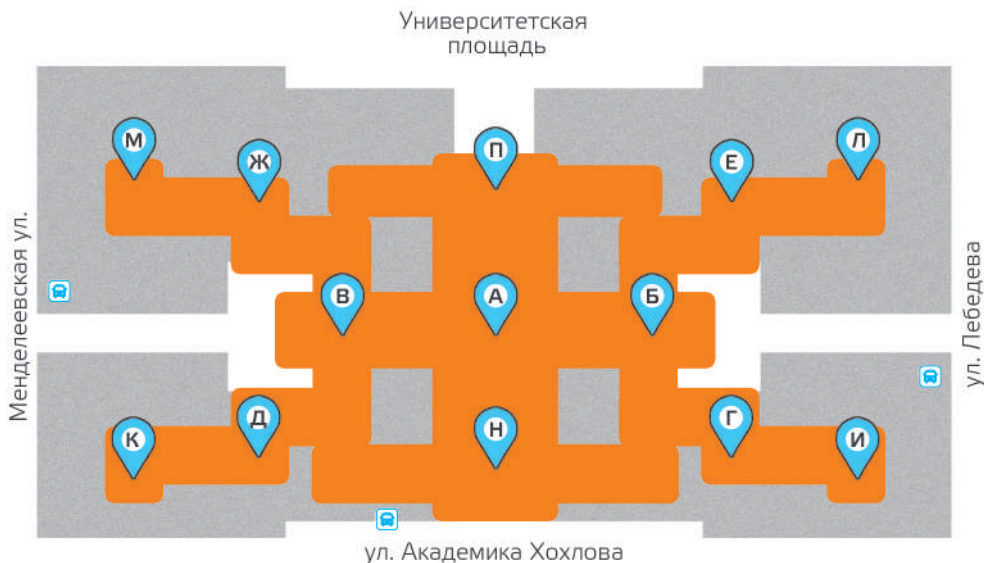 Университетская
площадь
М
Ж
П
Е
Л
Менделеевская ул.
В
А
Б
ул. Лебедева
К
Д
Н
Г
И
ул. Академика Хохлова